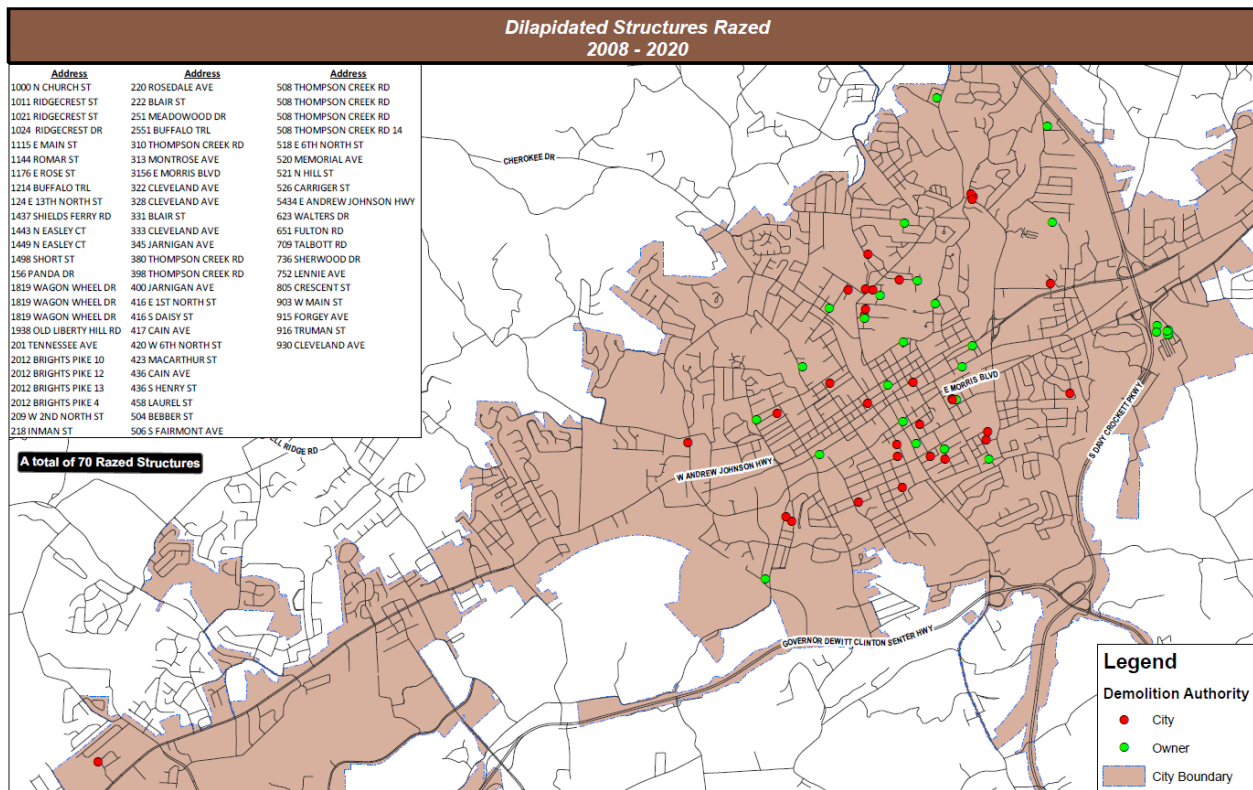 Dilapidated Structures Razed
2008 - 2020
Address Address Address
1000 N CHURCH ST 220 ROSEDALE AVE 508 THOMPSON CREEK RD
1011 RIDGECREST ST 222 BLAIR ST 508 THOMPSON CREEK RD
1021 RIDGECREST ST 251 MEADOWOOD DR 508 THOMPSON CREEK RD
1024 RIDGECREST DR 2551 BUFFALO TRL 508 THOMPSON CREEK RD 14
1115 E MAIN ST 310 THOMPSON CREEK RD 518 E 6TH NORTH ST
1144 ROMAR ST 313 MONTROSE AVE 520 MEMORIAL AVE
1176 E ROSE ST 3156 E MORRIS BLVD 521 N HILL ST
1214 BUFFALO TRL 322 CLEVELAND AVE 526 CARRIGER ST
124 E 13TH NORTH ST 328 CLEVELAND AVE 5434 E ANDREW JOHNSON HWY
1437 SHIELDS FERRY RD 331 BLAIR ST 623 WALTERS DR
1443 N EASLEY CT 333 CLEVELAND AVE 651 FULTON RD
1449 N EASLEY CT 345 JARNIGAN AVE 709 TALBOTT RD
1498 SHORT ST 380 THOMPSON CREEK RD 736 SHERWOOD DR
156 PANDA DR 398 THOMPSON CREEK RD 752 LENNIE AVE
1819 WAGON WHEEL DR 400 JARNIGAN AVE 805 CRESCENT ST
1819 WAGON WHEEL DR 416 E 1ST NORTH ST 903 W MAIN ST
1819 WAGON WHEEL DR 416 S DAISY ST 915 FORGEY AVE
1938 OLD LIBERTY HILL RD 417 CAIN AVE 916 TRUMAN ST
201 TENNESSEE AVE 420 W 6TH NORTH ST 930 CLEVELAND AVE
2012 BRIGHTS PIKE 10 423 MACARTHUR ST
2012 BRIGHTS PIKE 12 436 CAIN AVE
2012 BRIGHTS PIKE 13 436 S HENRY ST
2012 BRIGHTS PIKE 4 458 LAUREL ST
209 W 2ND NORTH ST 504 BEBBER ST
218 INMAN ST 506 S FAIRMONT AVE
A total of 70 Razed Structures
CHEROKEE DR
E MORRIS BLVD
S DAVY CROCKETT PKWY
RIDGE RD
W ANDREW JOHNSON HWY
GOVERNOR DEWITT CLINTON SENTER HWY
Legend
Demolition Authority
City
Owner
City Boundary